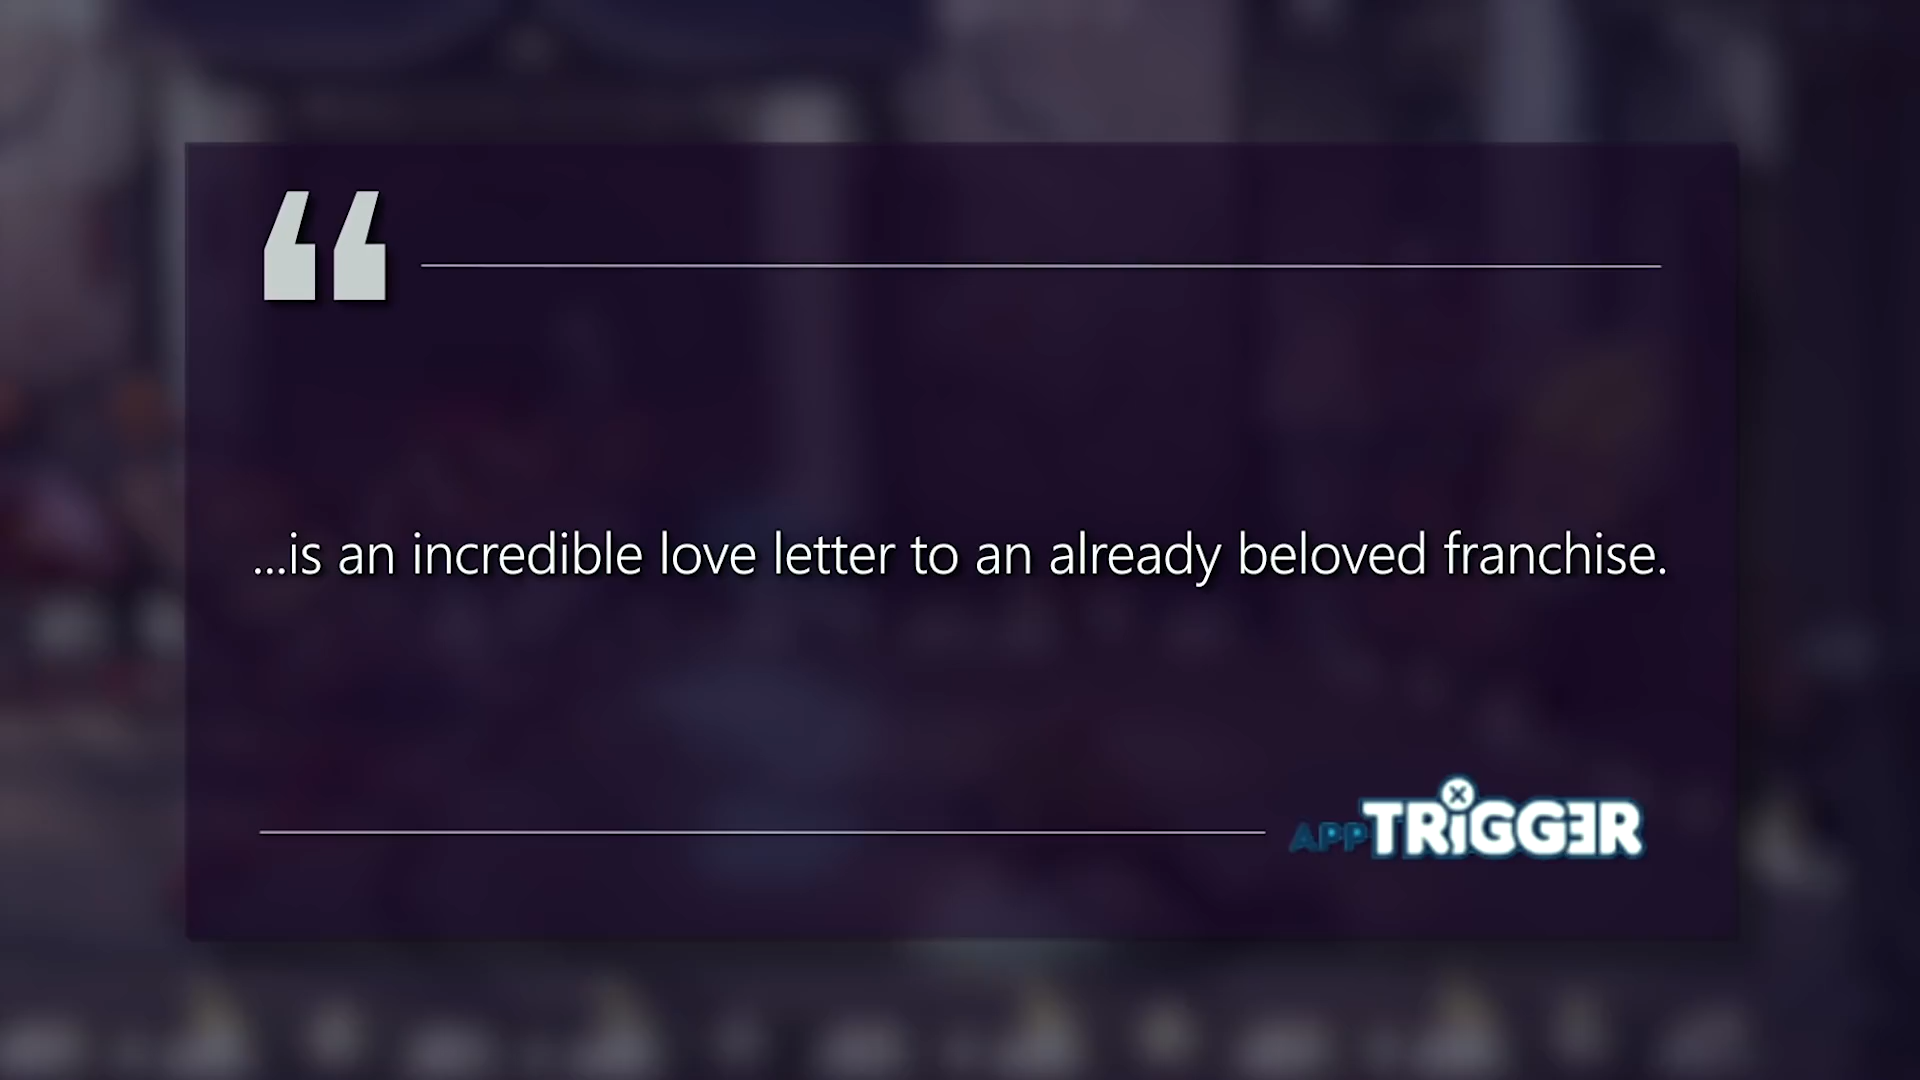 “
...is an incredible love letter to an already beloved franchise.
APPTRiGGER